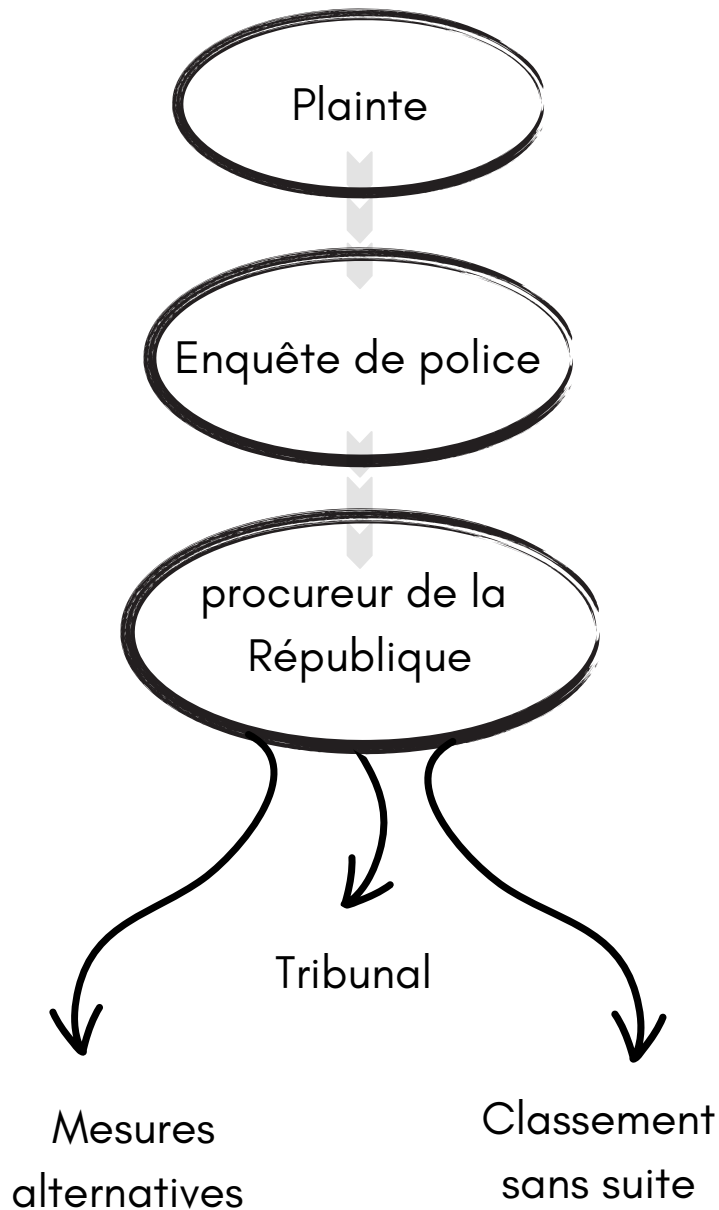 Plainte
Enquête de police
procureur de la
République
Tribunal
Mesures
alternatives
Classement
sans suite